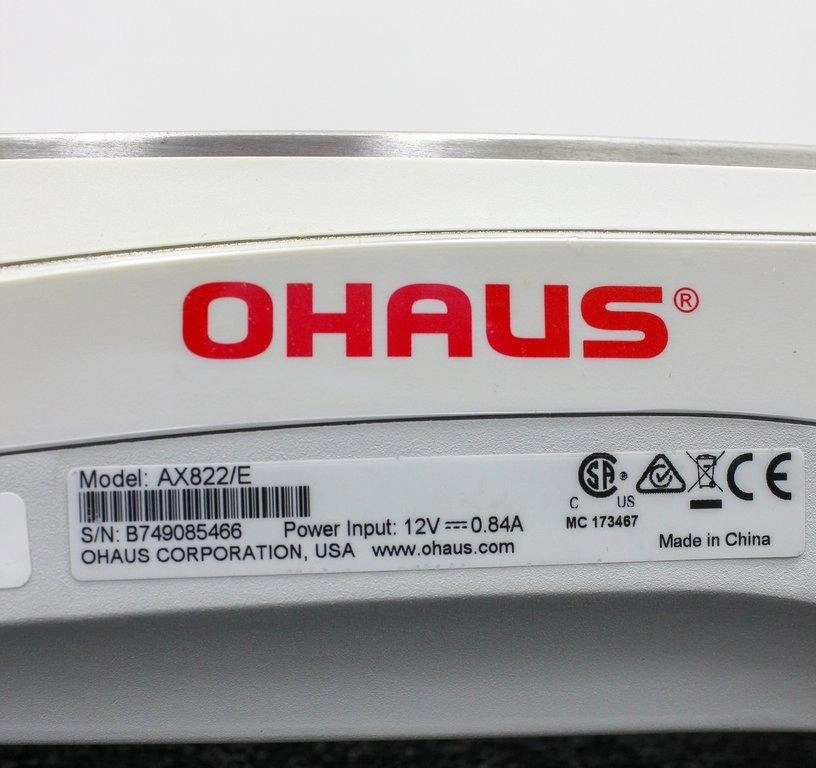 OHAUS®
Model: AX822/E
S/N: B749085466 Power Input: 12V⎓0.84A
OHAUS CORPORATION, USA www.ohaus.com
SA®
C US
MC 173467
CE
Made in China